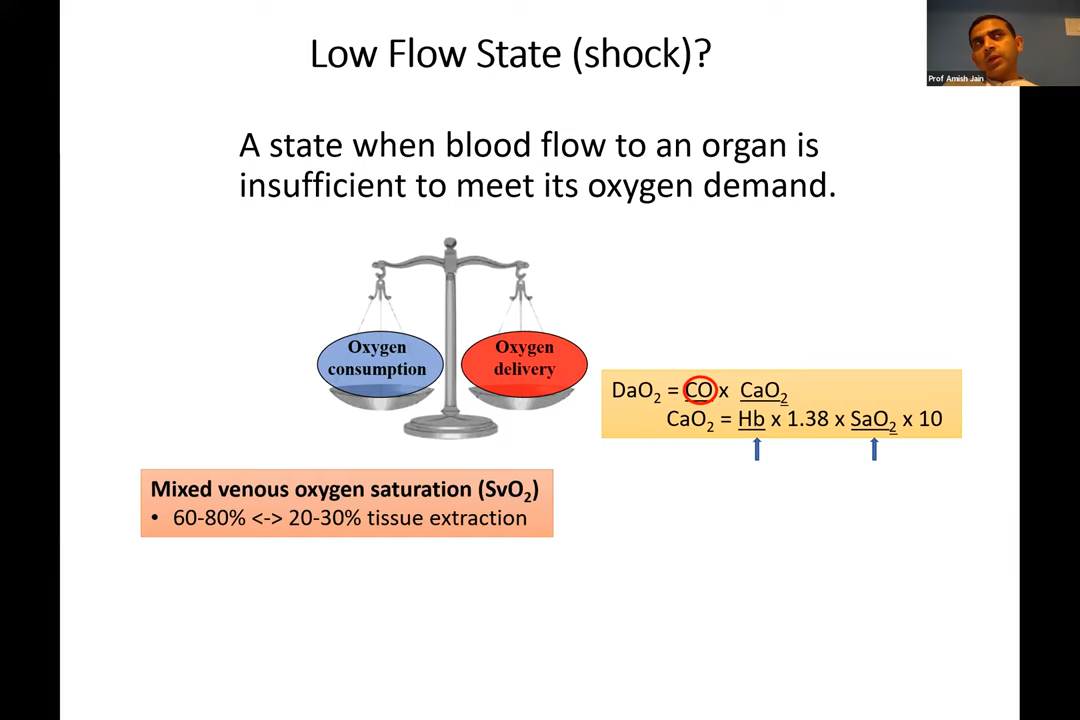 Low Flow State (shock)?
Prof Amish Jain
A state when blood flow to an organ is
insufficient to meet its oxygen demand.
Oxygen
consumption
Oxygen
delivery
DaO₂ = CO x CaO₂
CaO₂ = Hb x 1.38 x SaO₂ x 10
Mixed venous oxygen saturation (SvO₂)
• 60-80% <-> 20-30% tissue extraction